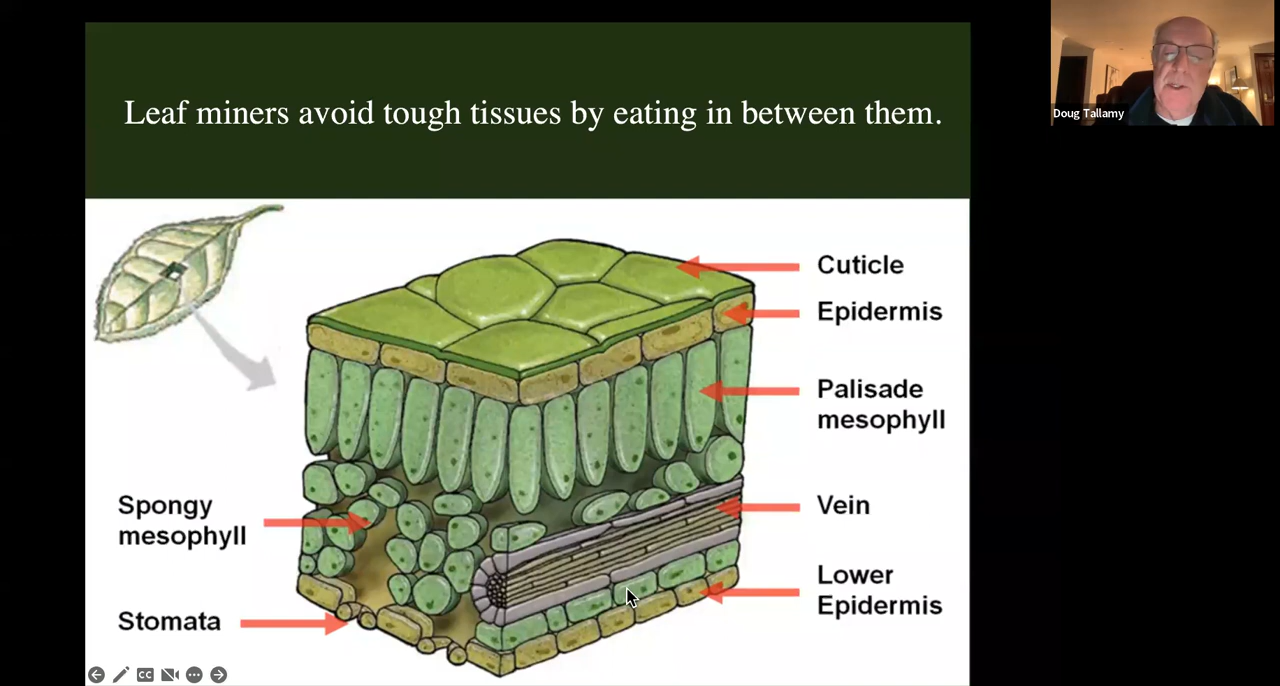 Leaf miners avoid tough tissues by eating in between them.
Doug Tallamy
Cuticle
Epidermis
Palisade
mesophyll
Spongy
mesophyll
Vein
Lower
Epidermis
Stomata
CC